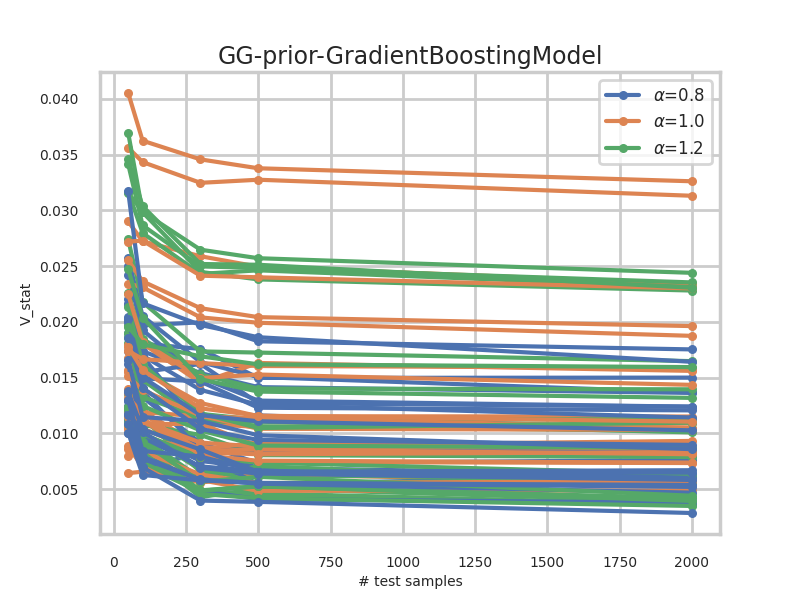 GG-prior-GradientBoostingModel
α=0.8
α=1.0
α=1.2
V_stat
0.040
0.035
0.030
0.025
0.020
0.015
0.010
0.005
0 250 500 750 1000 1250 1500 1750 2000
# test samples